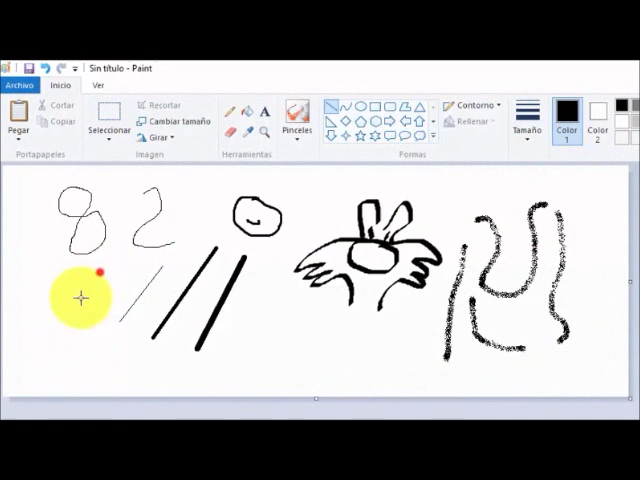 Sin título - Paint
Archivo Inicio Ver
Pegar
Cortar
Copiar
Portapapeles
Seleccionar
Recortar
Cambiar tamaño
Girar
Imagen
A
Herramientas
Pinceles
Contorno
Rellenar
Formas
Tamaño
Color 1
Color 2
82